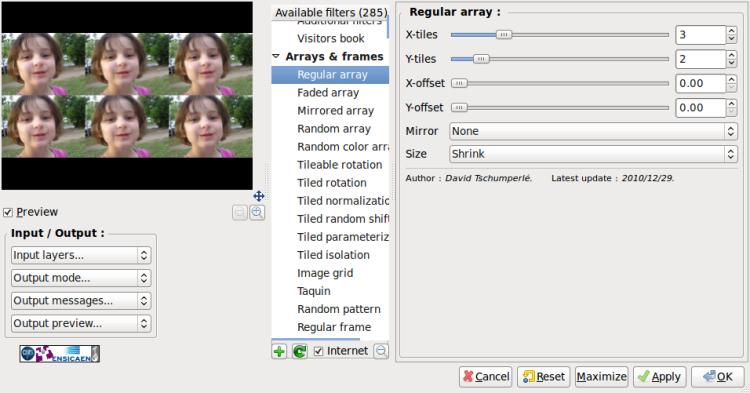 Preview
Input / Output :
Input layers...
Output mode...
Output messages...
Output preview...
ENSICAEN
Available filters (285)
Additional filters
Visitors book
Arrays & frames
Regular array
Faded array
Mirrored array
Random array
Random color arra
Tileable rotation
Tiled rotation
Tiled normalizatio
Tiled random shift
Tiled parameteriz
Tiled isolation
Image grid
Taquin
Random pattern
Regular frame
Internet
Regular array :
X-tiles 3
Y-tiles 2
X-offset 0.00
Y-offset 0.00
Mirror None
Size Shrink
Author : David Tschumperlé. Latest update : 2010/12/29.
Cancel Reset Maximize Apply OK